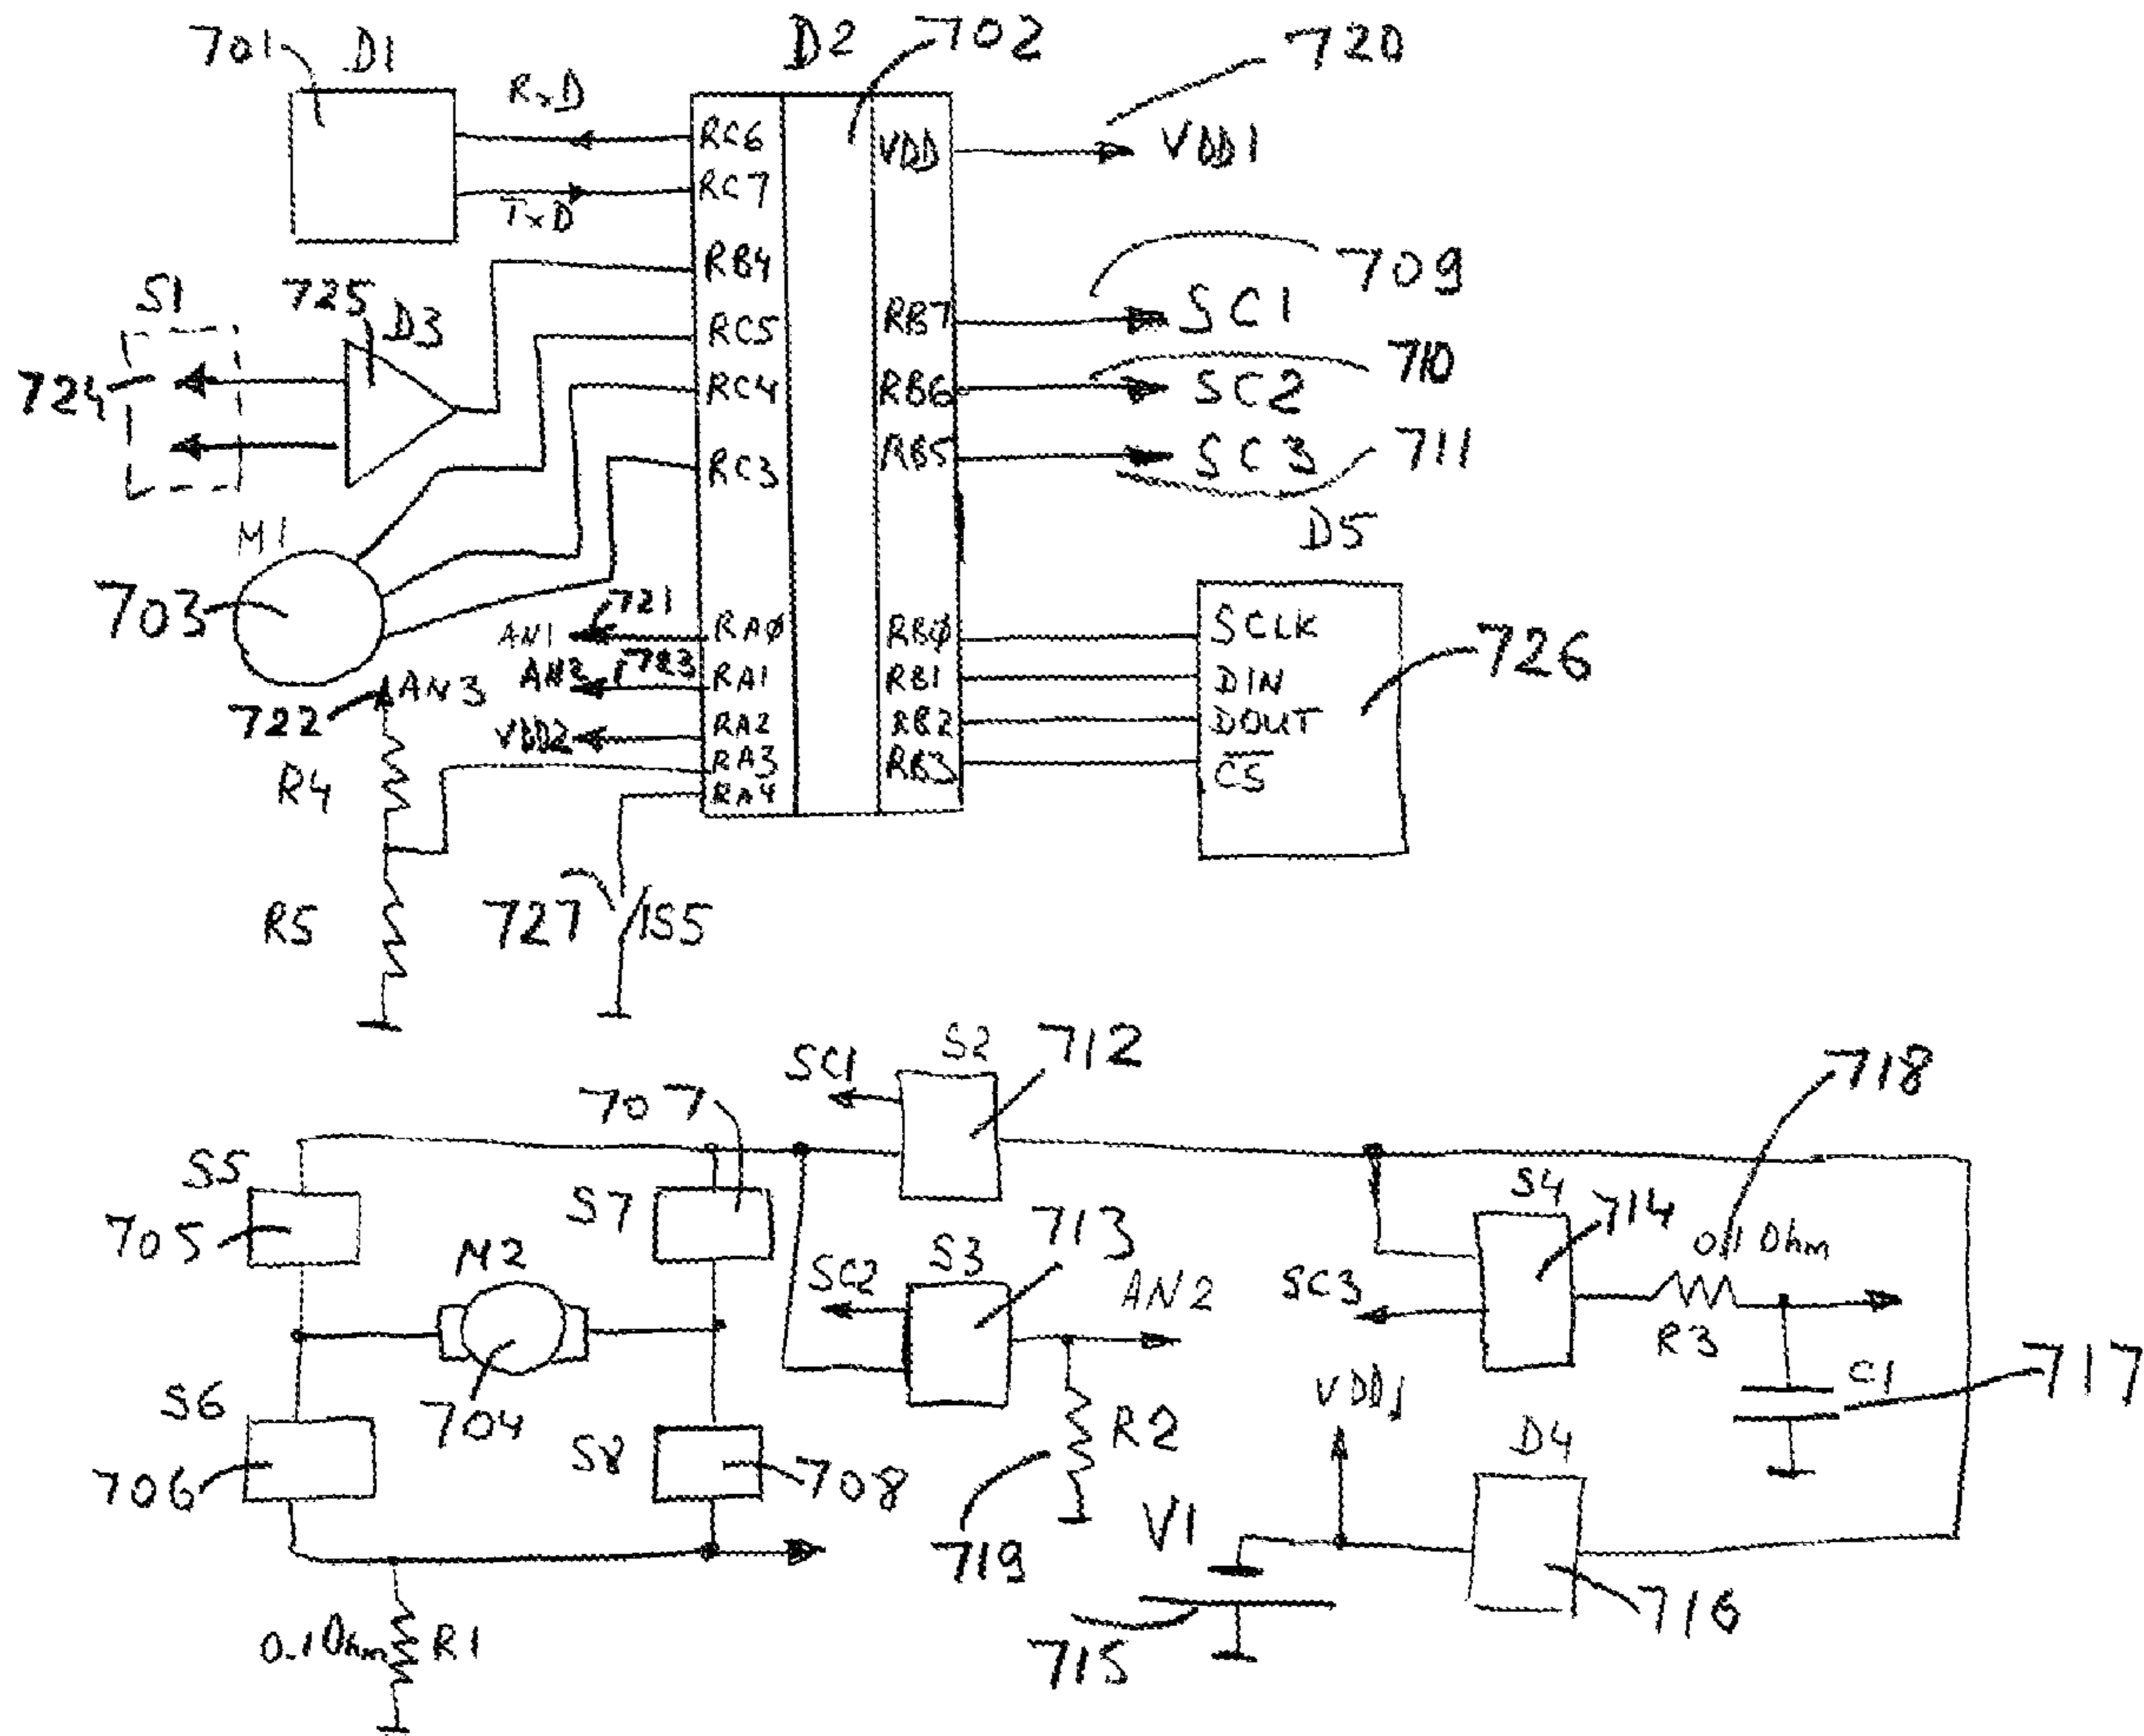 701
D1
D2
702
720
RxD
RC6
VDD
VDD1
TxD
RC7
RB4
709
S1
725
D3
RC5
RB7
SC1
710
724
RC4
RB6
SC2
RC3
RB5
SC3
711
M1
D5
703
721
AN1
RA0
RB0
SCLK
726
AN2
723
RA1
RB1
DIN
AN3
722
VDD2
RA2
RB2
DOUT
RA3
RB3
CS
R4
RA4
R5
727
S5
S2
712
718
SC1
707
S5
S4
714
0.1 Ohm
705
S7
M2
SC2
S3
713
AN2
SC3
R3
C1
717
S6
704
VDD1
706
S8
708
R2
D4
719
V1
716
0.1 Ohm
R1
715